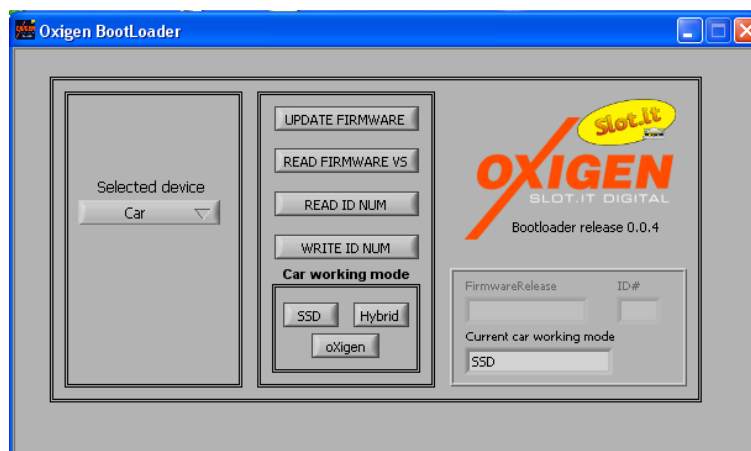 Oxigen BootLoader
Selected device
Car
UPDATE FIRMWARE
READ FIRMWARE VS
READ ID NUM
WRITE ID NUM
Car working mode
SSD
Hybrid
oXigen
Slot.it
OXIGEN
SLOT.IT DIGITAL
Bootloader release 0.0.4
FirmwareRelease
ID#
Current car working mode
SSD